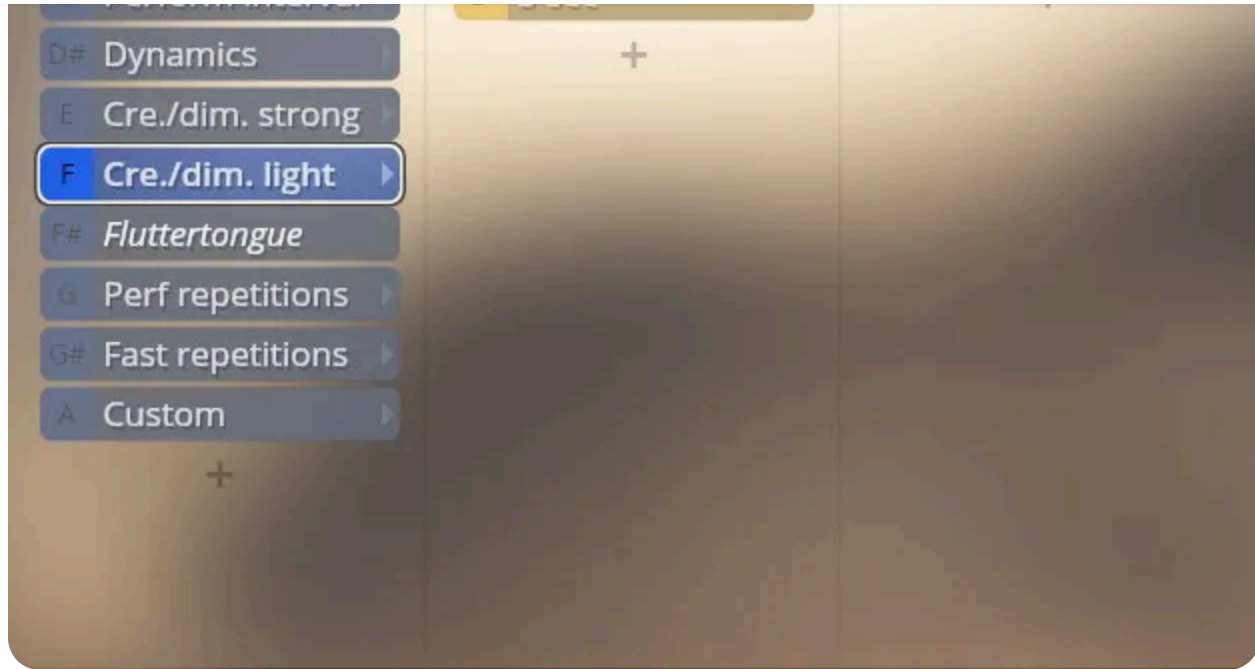 D# Dynamics
E Cre./dim. strong
F Cre./dim. light
F# Fluttertongue
G Perf repetitions
G# Fast repetitions
A Custom